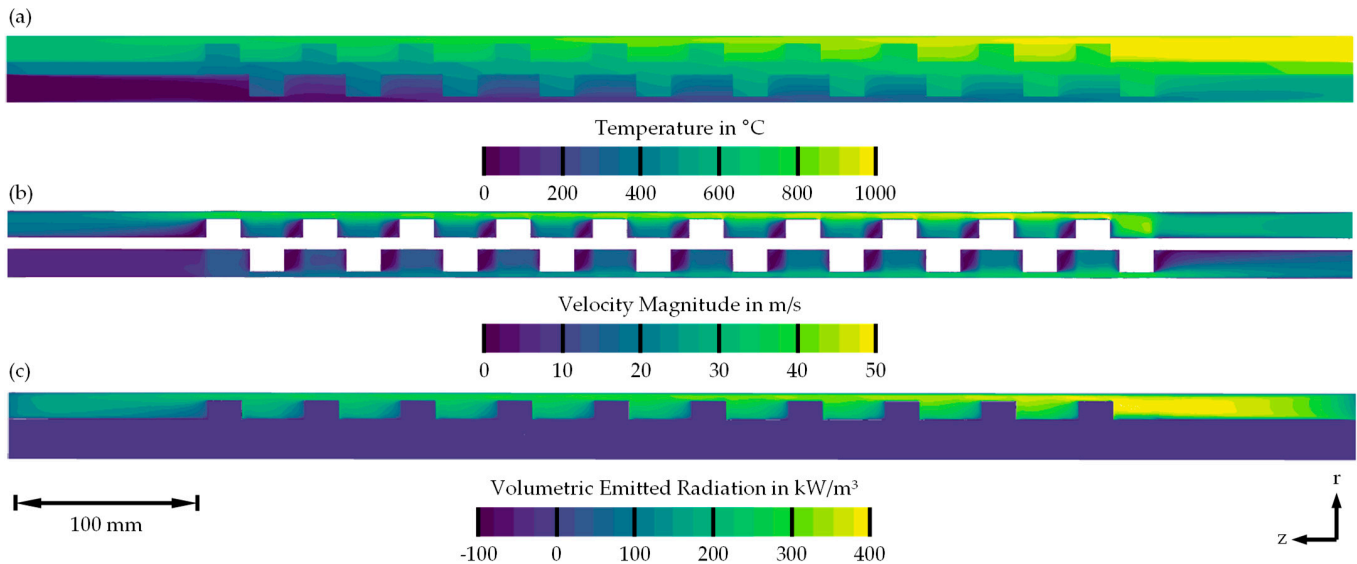 (a)
Temperature in °C
0 200 400 600 800 1000
(b)
Velocity Magnitude in m/s
0 10 20 30 40 50
(c)
100 mm
Volumetric Emitted Radiation in kW/m³
-100 0 100 200 300 400
r
z